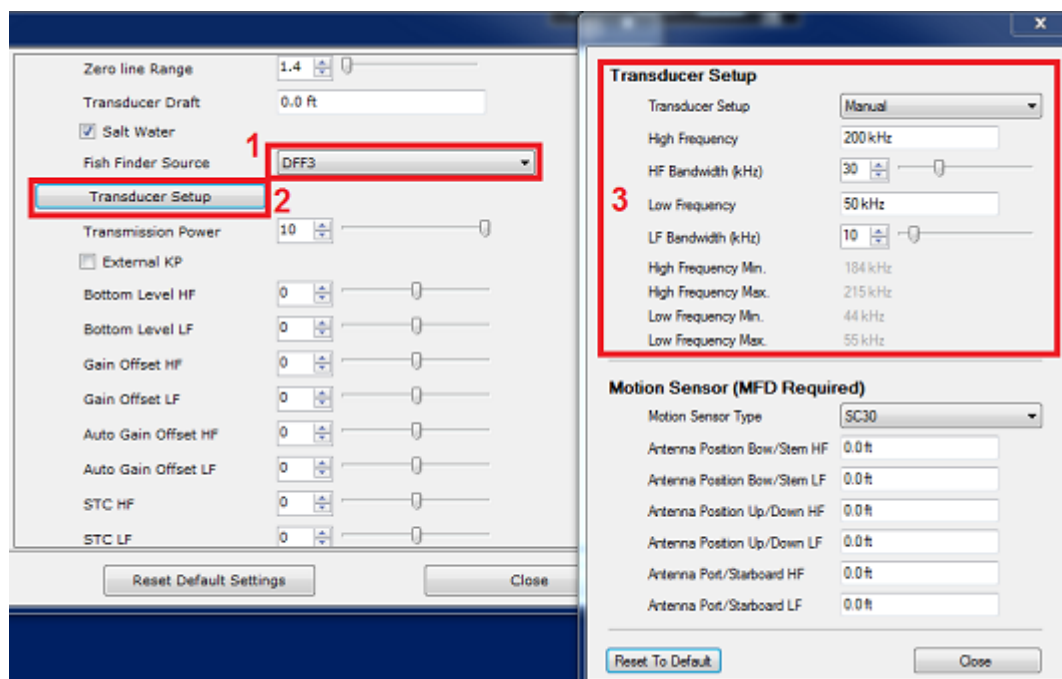 Zero line Range 1.4
Transducer Draft 0.0 ft
Salt Water
1
Fish Finder Source DFF3
Transducer Setup 2
Transmission Power 10
External KP
Bottom Level HF 0
Bottom Level LF 0
Gain Offset HF 0
Gain Offset LF 0
Auto Gain Offset HF 0
Auto Gain Offset LF 0
STC HF 0
STC LF 0
Reset Default Settings Close
x
Transducer Setup
Transducer Setup Manual
High Frequency 200 kHz
HF Bandwidth (kHz) 30
3 Low Frequency 50 kHz
LF Bandwidth (kHz) 10
High Frequency Min. 184 kHz
High Frequency Max. 215 kHz
Low Frequency Min. 44 kHz
Low Frequency Max. 55 kHz
Motion Sensor (MFD Required)
Motion Sensor Type SC30
Antenna Position Bow/Stern HF 0.0 ft
Antenna Position Bow/Stern LF 0.0 ft
Antenna Position Up/Down HF 0.0 ft
Antenna Position Up/Down LF 0.0 ft
Antenna Port/Starboard HF 0.0 ft
Antenna Port/Starboard LF 0.0 ft
Reset To Default Close